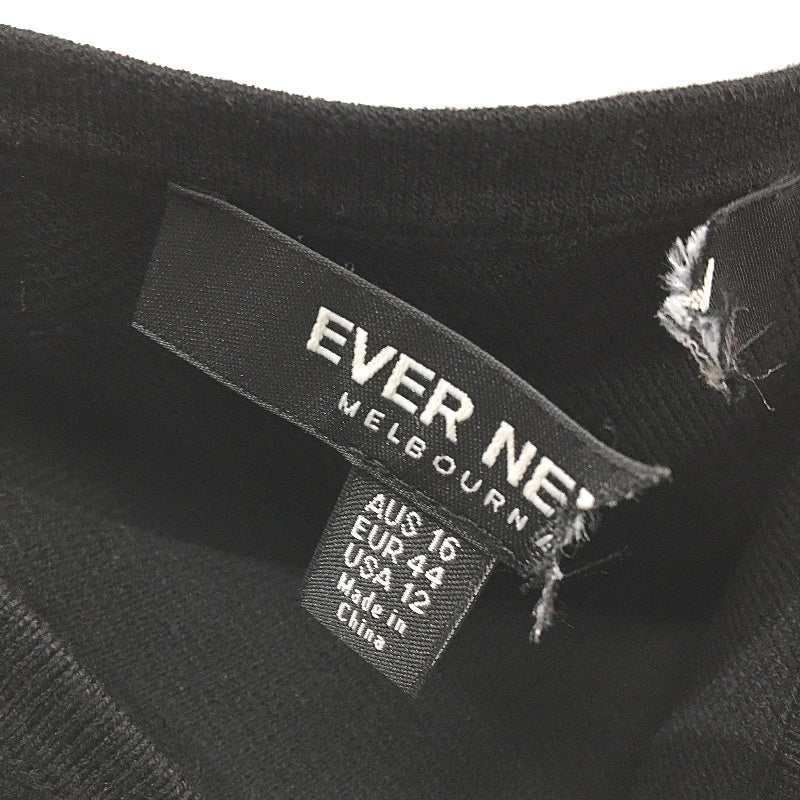 EVER NE
MELBOURN
AUS 16
EUR 44
USA 12
Made in
China